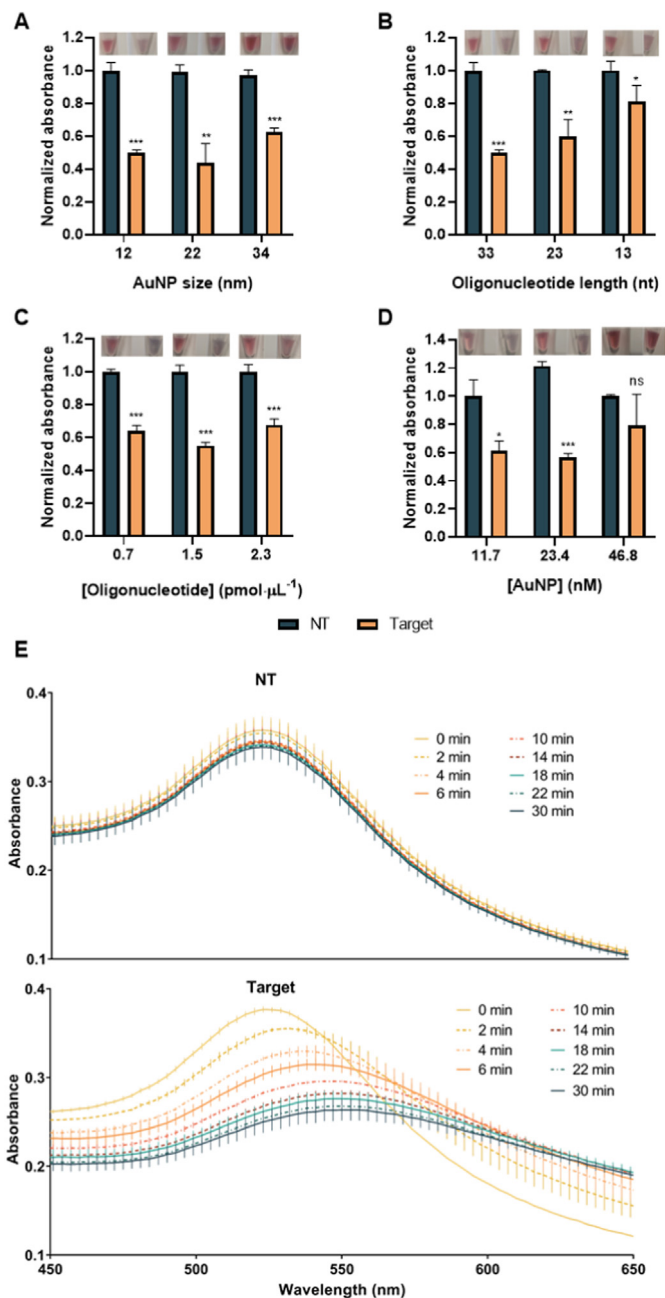 A
Normalized absorbance
1.2
1.0
0.8
0.6
0.4
0.2
0.0
***
**
***
12 22 34
AuNP size (nm)
B
Normalized absorbance
1.2
1.0
0.8
0.6
0.4
0.2
0.0
***
**
*
33 23 13
Oligonucleotide length (nt)
C
Normalized absorbance
1.2
1.0
0.8
0.6
0.4
0.2
0.0
***
***
***
0.7 1.5 2.3
[Oligonucleotide] (pmol·µL⁻¹)
D
Normalized absorbance
1.4
1.2
1.0
0.8
0.6
0.4
0.2
0.0
*
***
ns
11.7 23.4 46.8
[AuNP] (nM)
NT Target
E
NT
Absorbance
0.4
0.3
0.2
0.1
0 min 10 min
2 min 14 min
4 min 18 min
6 min 22 min
30 min
Target
Absorbance
0.4
0.3
0.2
0.1
0 min 10 min
2 min 14 min
4 min 18 min
6 min 22 min
30 min
450 500 550 600 650
Wavelength (nm)